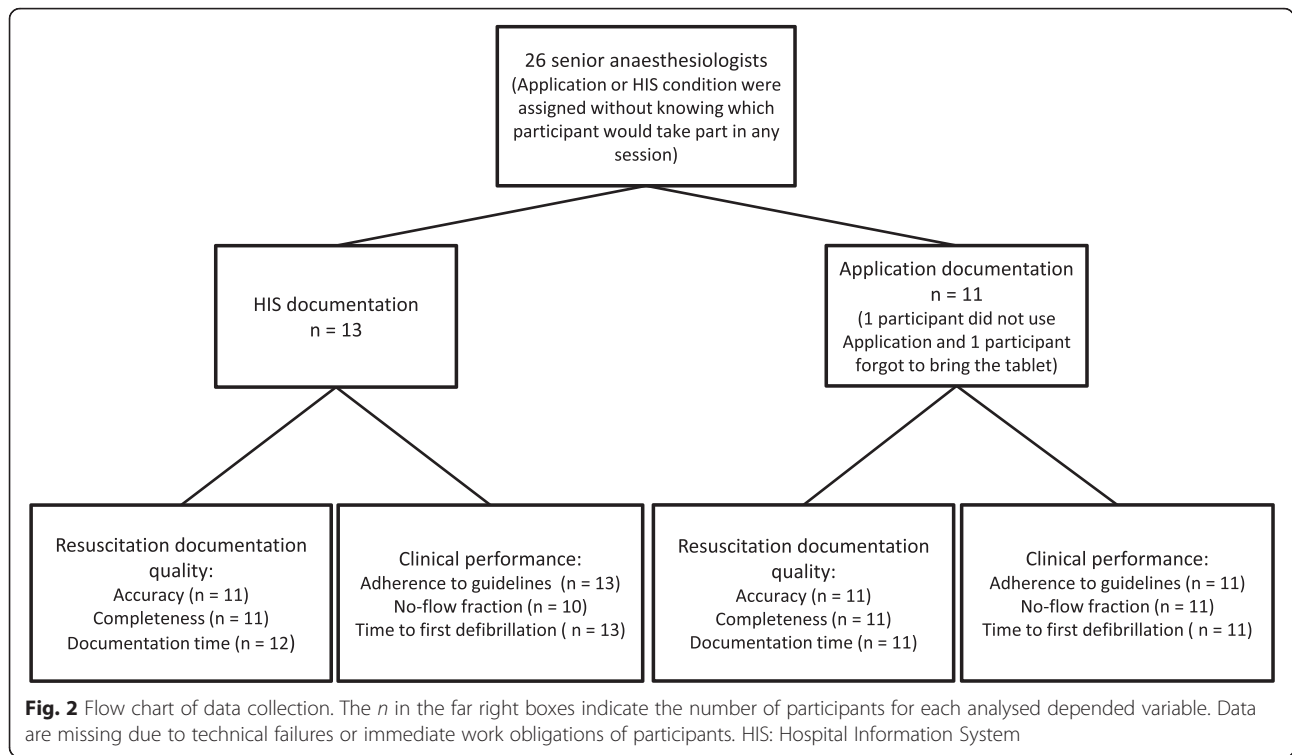 26 senior anaesthesiologists
(Application or HIS condition were
assigned without knowing which
participant would take part in any
session)
HIS documentation
n = 13
Application documentation
n = 11
(1 participant did not use
Application and 1 participant
forgot to bring the tablet)
Resuscitation documentation
quality:
Accuracy (n = 11)
Completeness (n = 11)
Documentation time (n = 12)
Clinical performance:
Adherence to guidelines (n = 13)
No-flow fraction (n = 10)
Time to first defibrillation ( n = 13)
Resuscitation documentation
quality:
Accuracy (n = 11)
Completeness (n = 11)
Documentation time (n = 11)
Clinical performance:
Adherence to guidelines (n = 11)
No-flow fraction (n = 11)
Time to first defibrillation ( n = 11)
Fig. 2 Flow chart of data collection. The n in the far right boxes indicate the number of participants for each analysed depended variable. Data
are missing due to technical failures or immediate work obligations of participants. HIS: Hospital Information System